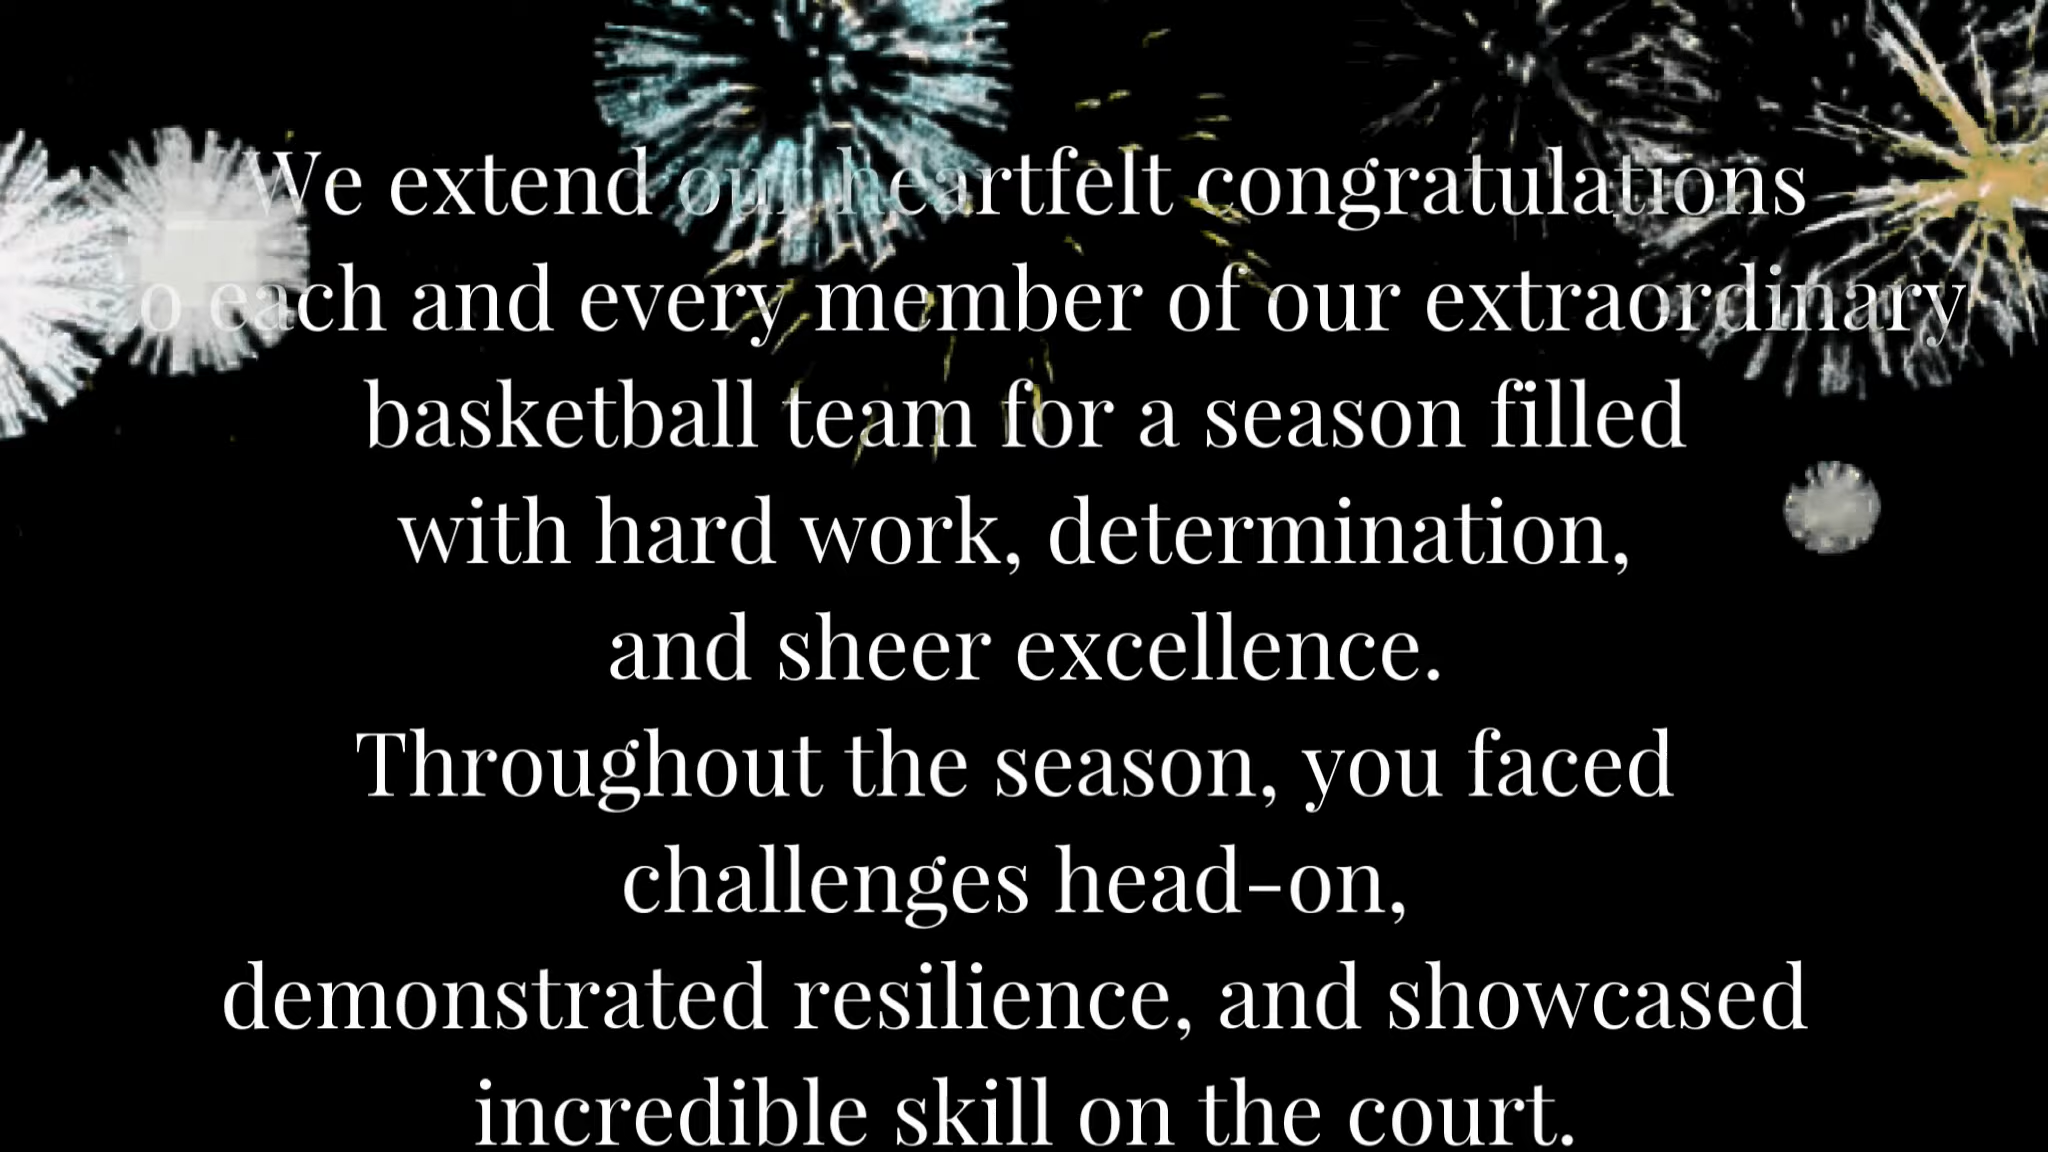 We extend our heartfelt congratulations
o each and every member of our extraordinary
basketball team for a season filled
with hard work, determination,
and sheer excellence.
Throughout the season, you faced
challenges head-on,
demonstrated resilience, and showcased
incredible skill on the court.